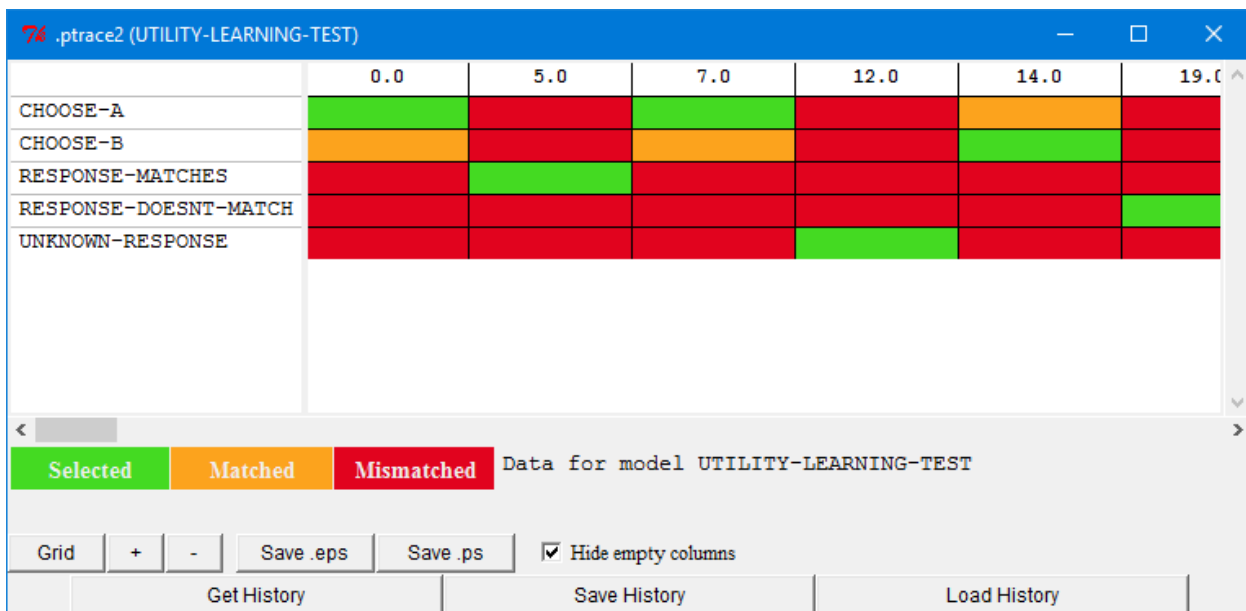 .ptrace2 (UTILITY-LEARNING-TEST)
0.0 5.0 7.0 12.0 14.0 19.
CHOOSE-A
CHOOSE-B
RESPONSE-MATCHES
RESPONSE-DOESNT-MATCH
UNKNOWN-RESPONSE
Selected Matched Mismatched Data for model UTILITY-LEARNING-TEST
Grid + - Save .eps Save .ps Hide empty columns
Get History Save History Load History